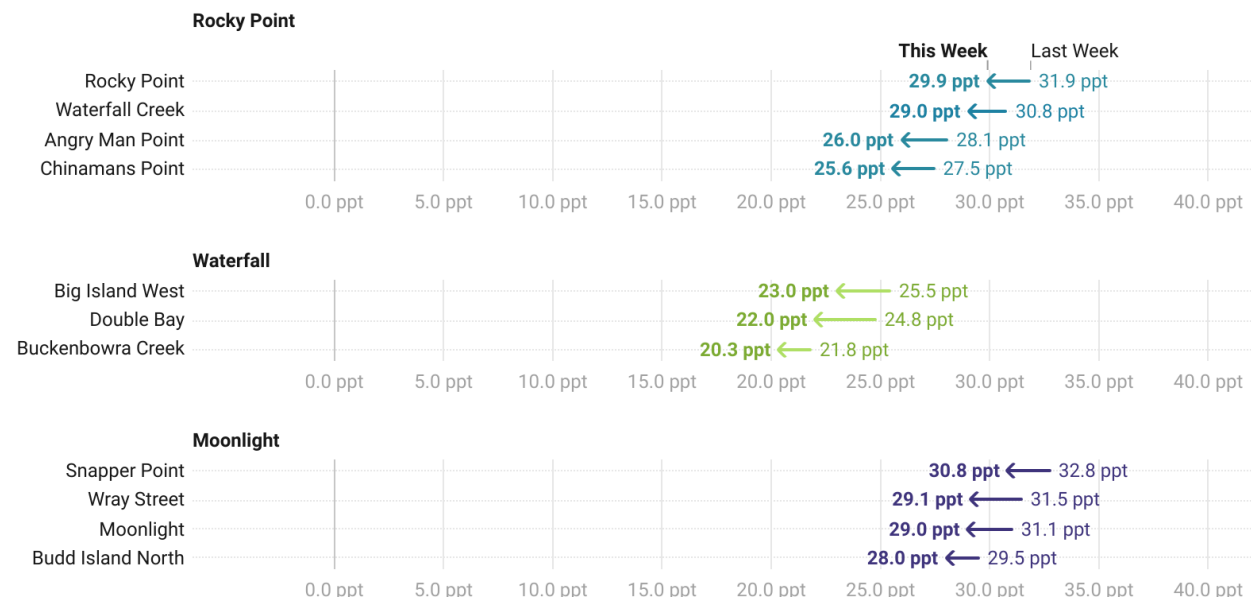 Rocky Point
This Week Last Week
Rocky Point 29.9 ppt 31.9 ppt
Waterfall Creek 29.0 ppt 30.8 ppt
Angry Man Point 26.0 ppt 28.1 ppt
Chinamans Point 25.6 ppt 27.5 ppt
0.0 ppt 5.0 ppt 10.0 ppt 15.0 ppt 20.0 ppt 25.0 ppt 30.0 ppt 35.0 ppt 40.0 ppt
Waterfall
Big Island West 23.0 ppt 25.5 ppt
Double Bay 22.0 ppt 24.8 ppt
Buckenbowra Creek 20.3 ppt 21.8 ppt
0.0 ppt 5.0 ppt 10.0 ppt 15.0 ppt 20.0 ppt 25.0 ppt 30.0 ppt 35.0 ppt 40.0 ppt
Moonlight
Snapper Point 30.8 ppt 32.8 ppt
Wray Street 29.1 ppt 31.5 ppt
Moonlight 29.0 ppt 31.1 ppt
Budd Island North 28.0 ppt 29.5 ppt
0.0 ppt 5.0 ppt 10.0 ppt 15.0 ppt 20.0 ppt 25.0 ppt 30.0 ppt 35.0 ppt 40.0 ppt